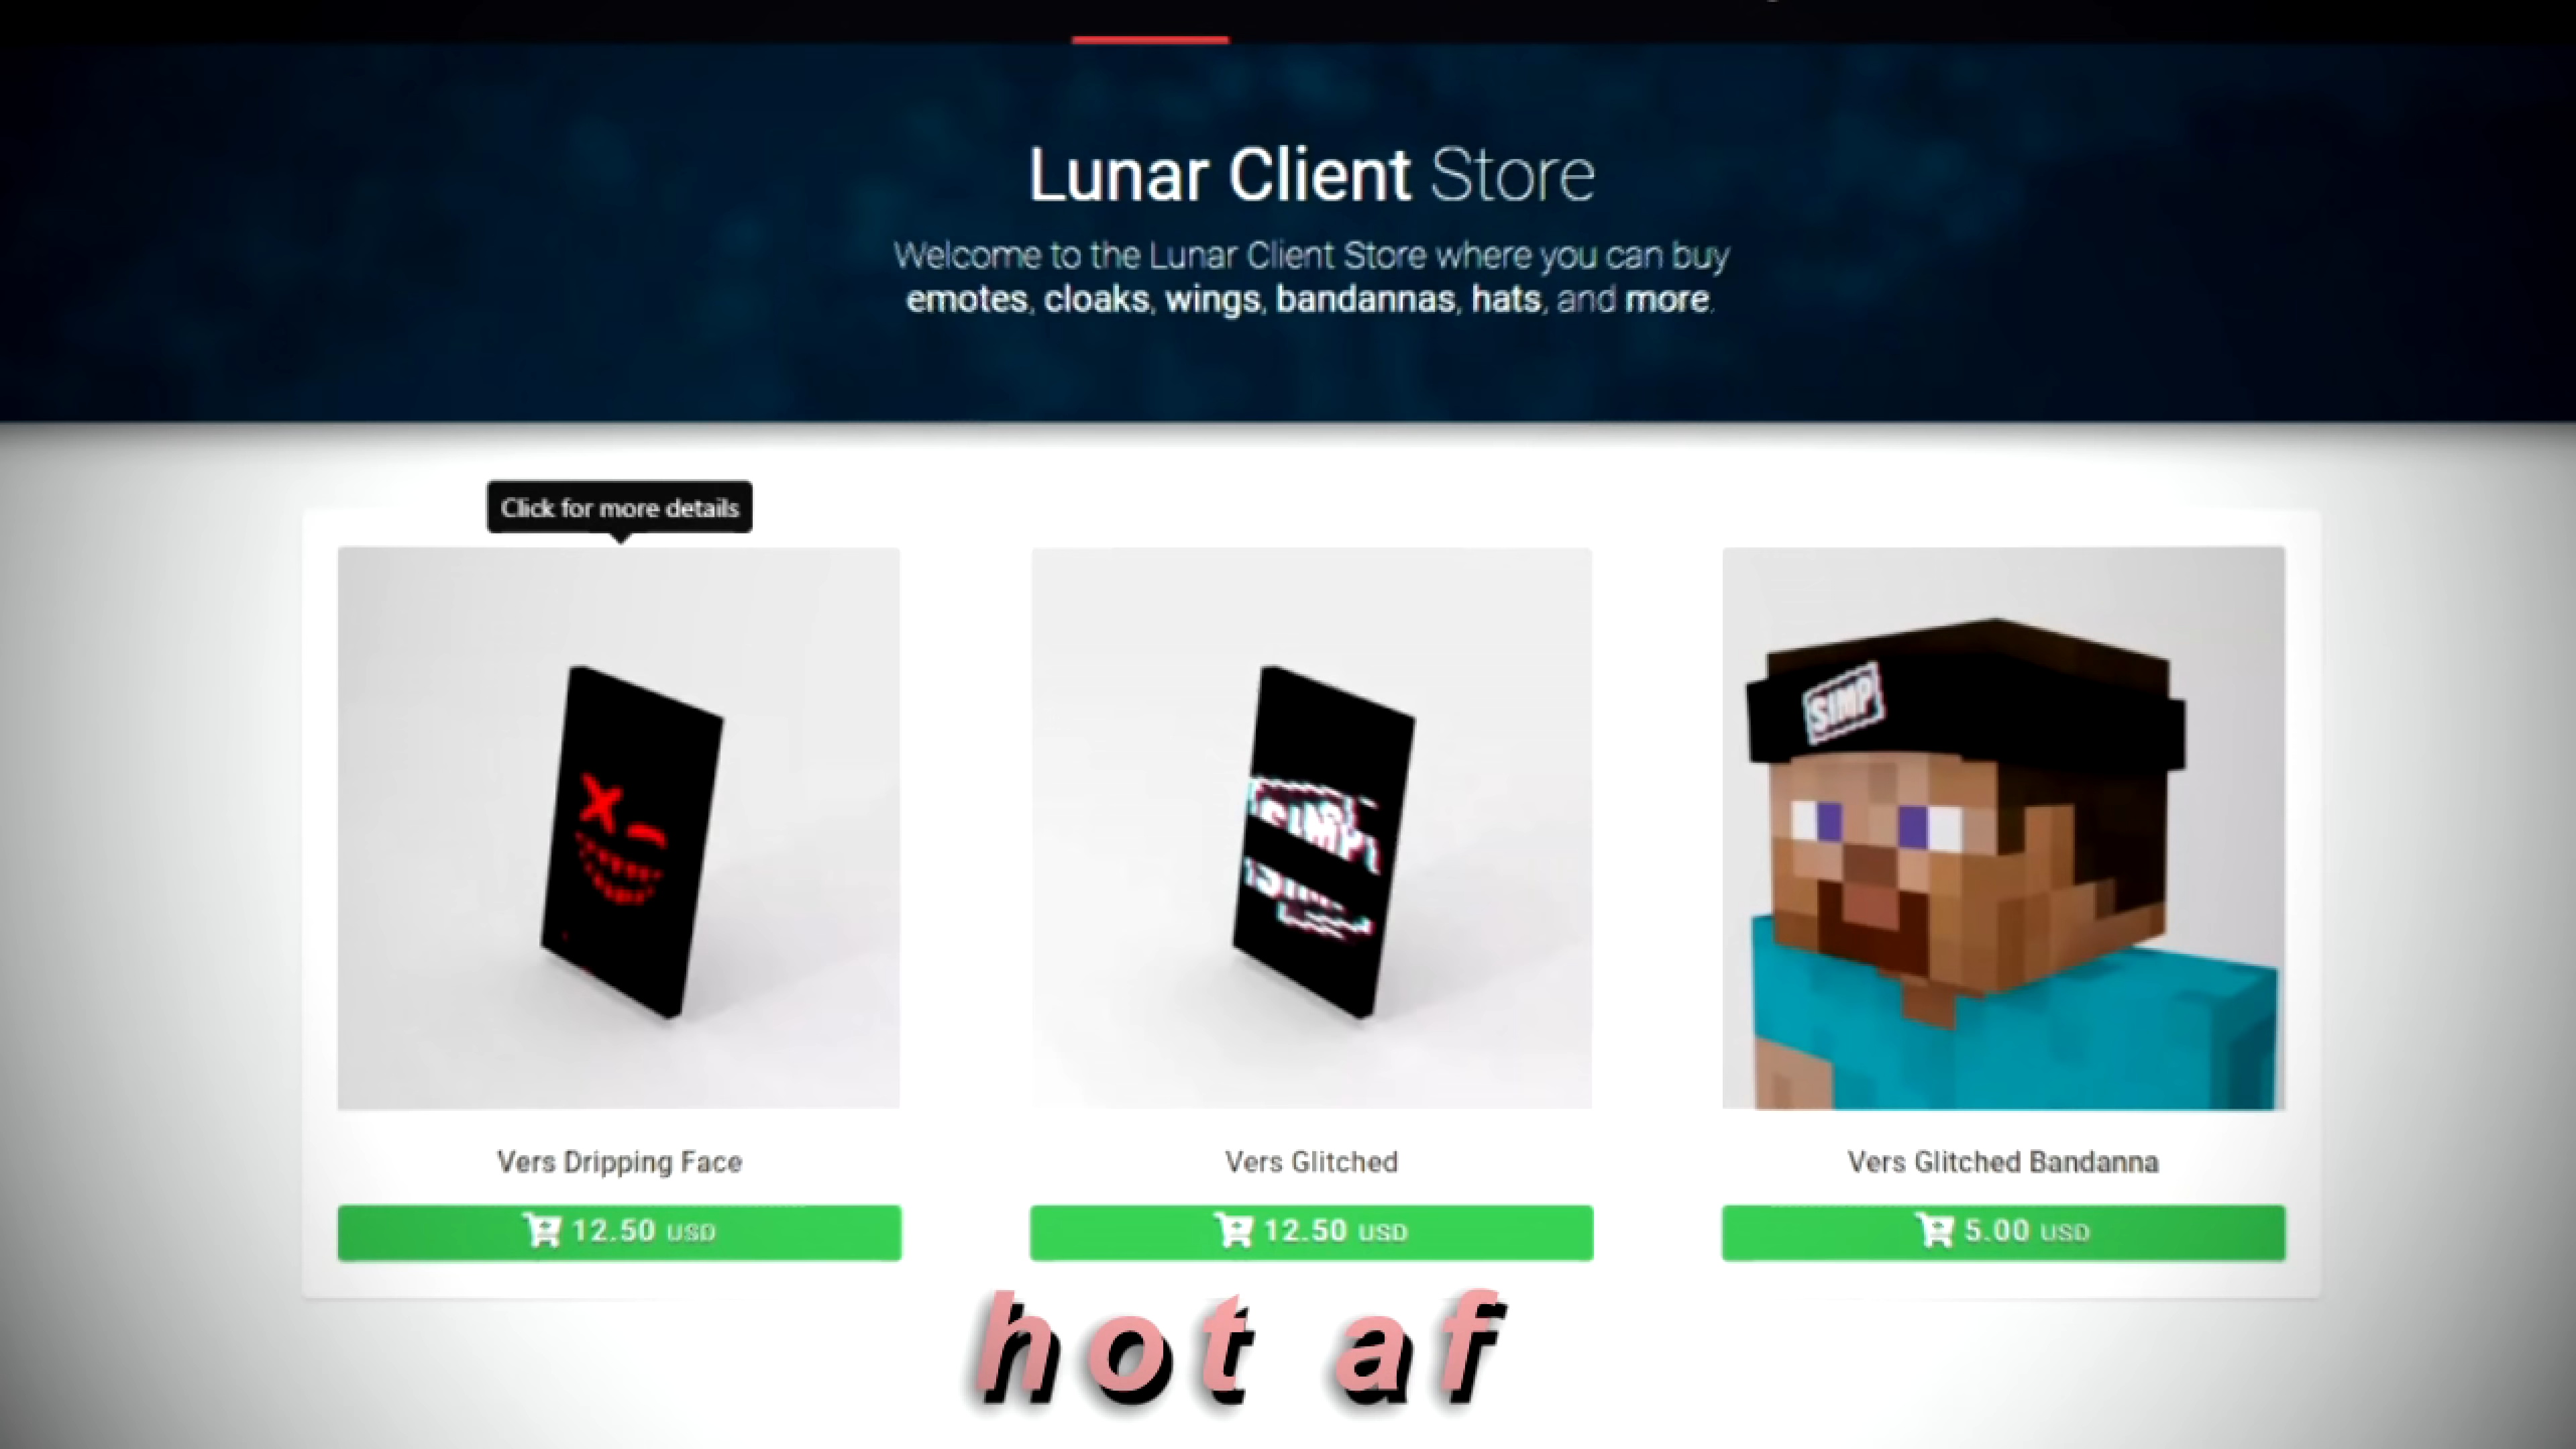 Lunar Client Store
Welcome to the Lunar Client Store where you can buy
emotes, cloaks, wings, bandannas, hats, and more.
Click for more details
SIMP
SIMP
Vers Dripping Face
Vers Glitched
Vers Glitched Bandanna
12.50 USD
12.50 USD
5.00 USD
hot af